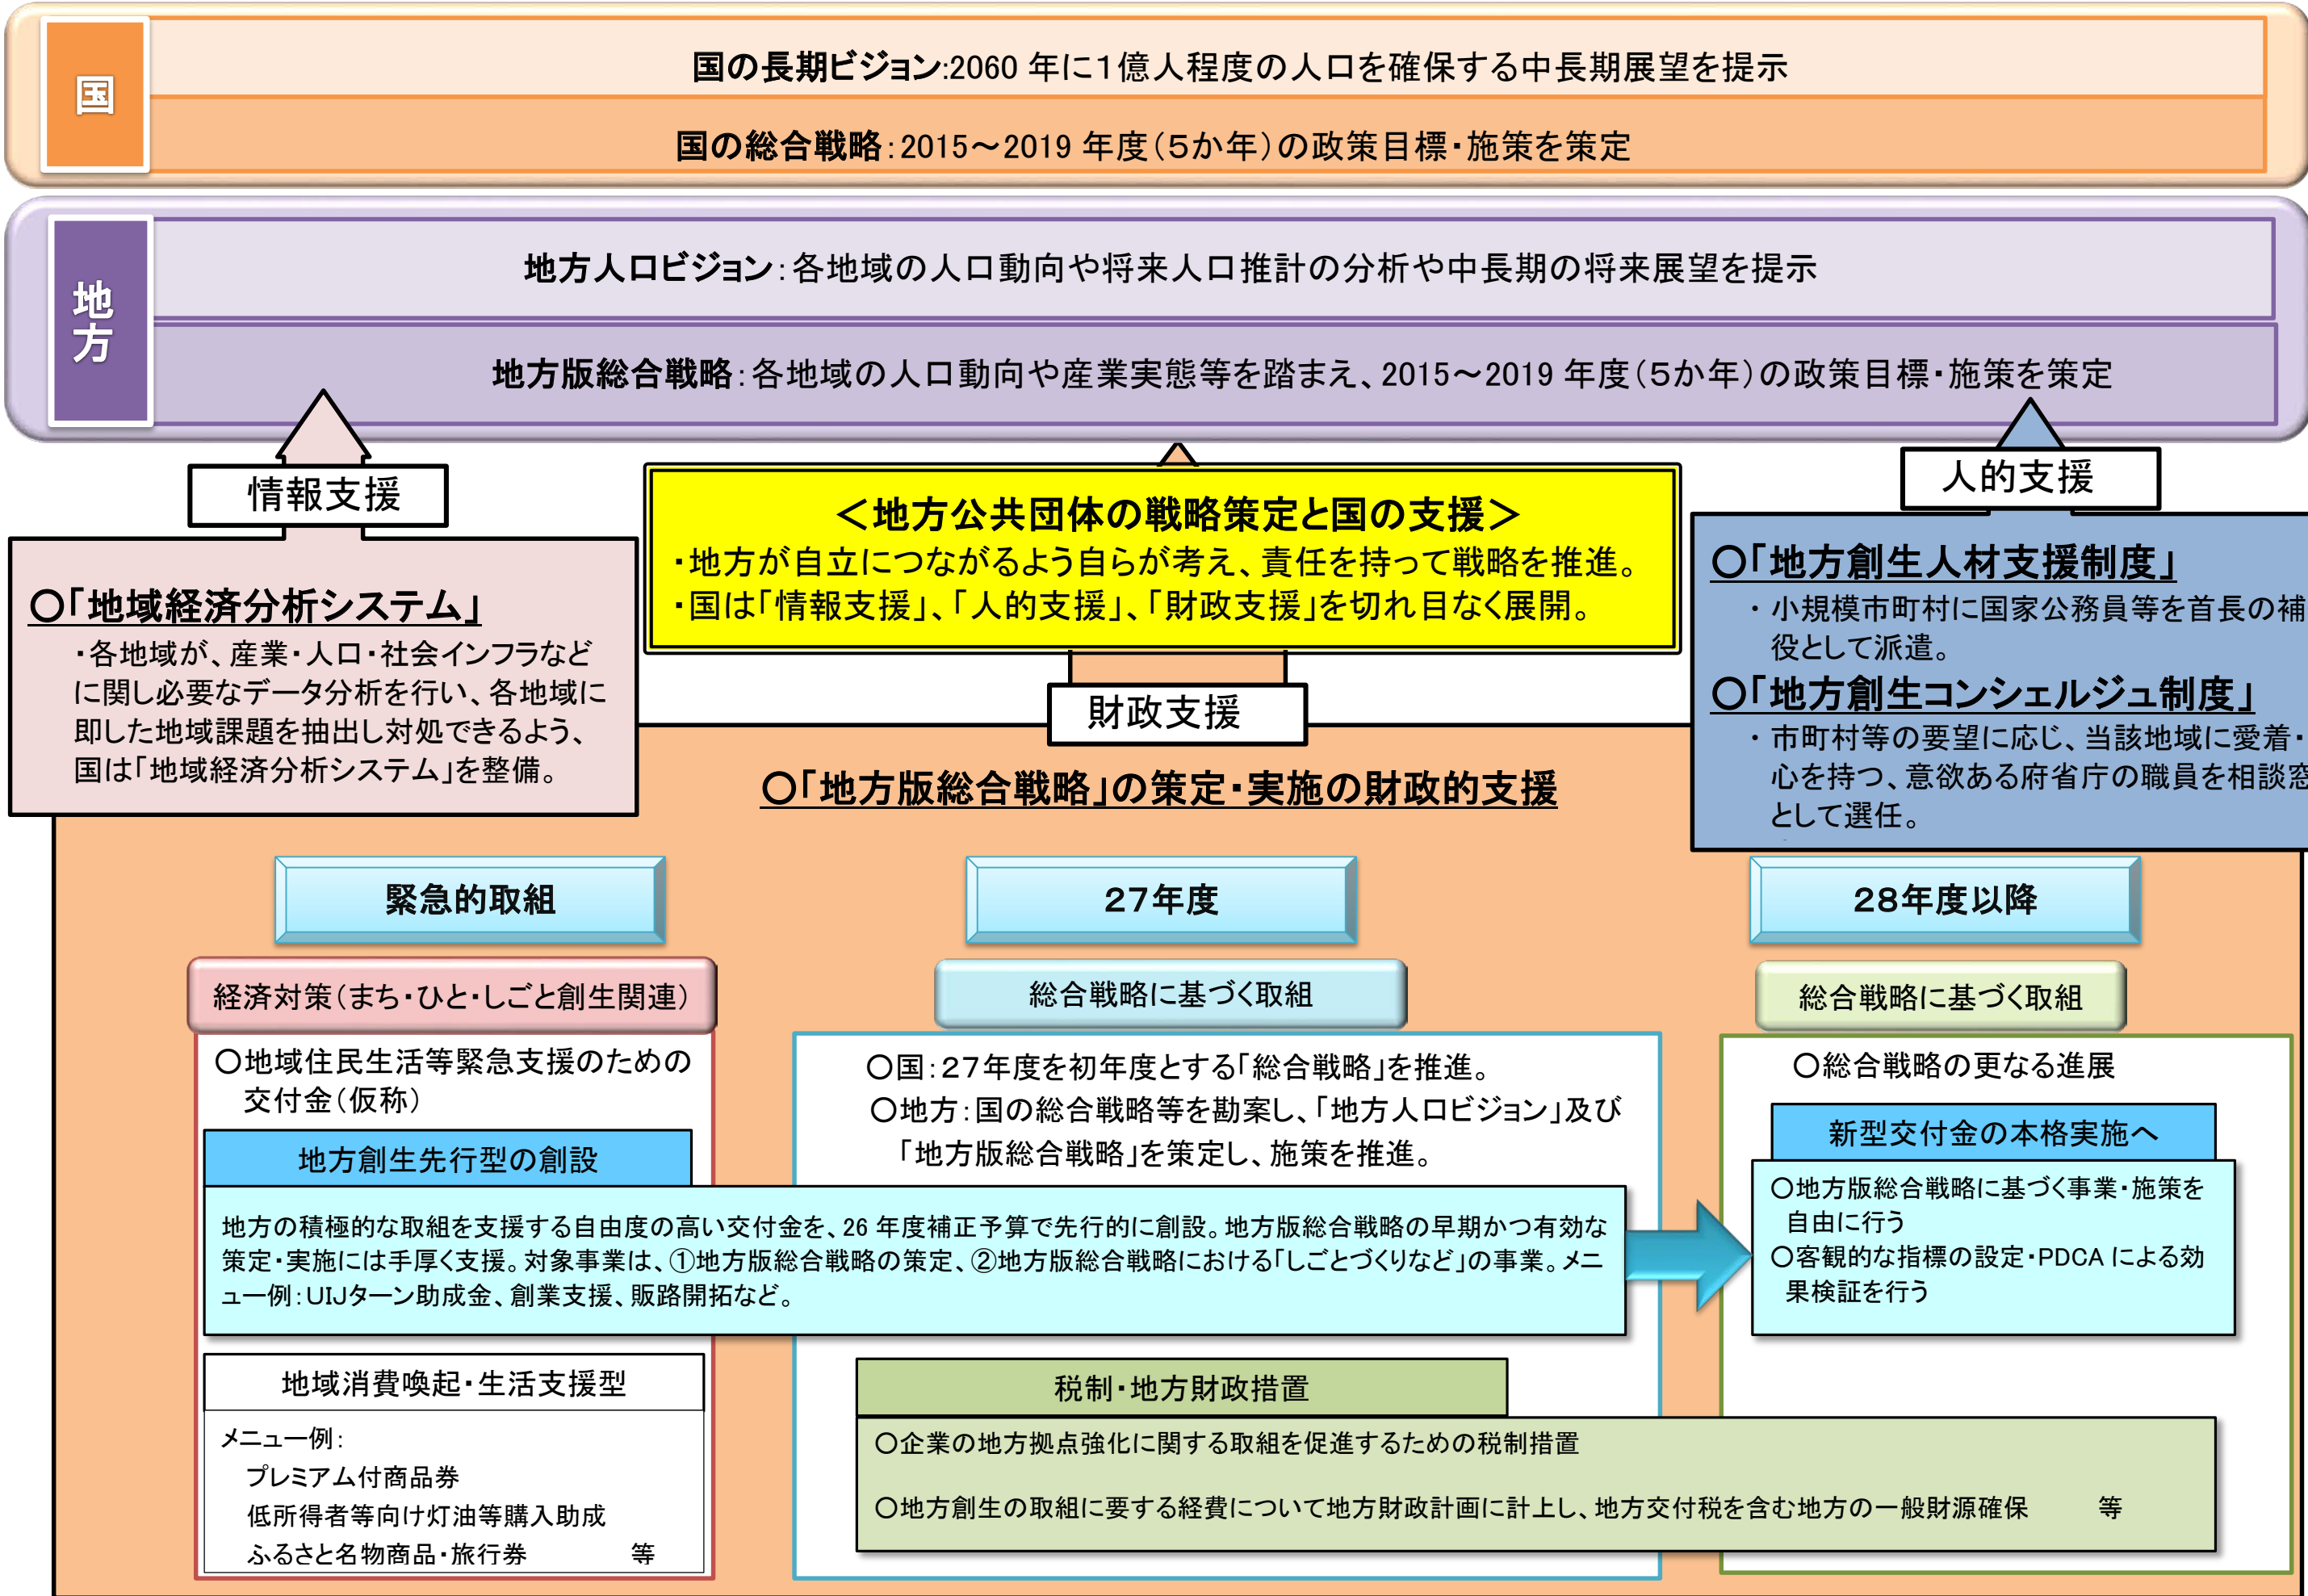 国
国の長期ビジョン:2060 年に1億人程度の人口を確保する中長期展望を提示
国の総合戦略:2015～2019 年度(5か年)の政策目標・施策を策定
地方
地方人口ビジョン:各地域の人口動向や将来人口推計の分析や中長期の将来展望を提示
地方版総合戦略:各地域の人口動向や産業実態等を踏まえ、2015～2019 年度(5か年)の政策目標・施策を策定
情報支援
○「地域経済分析システム」
・各地域が、産業・人口・社会インフラなど
に関し必要なデータ分析を行い、各地域に
即した地域課題を抽出し対処できるよう、
国は「地域経済分析システム」を整備。
＜地方公共団体の戦略策定と国の支援＞
・地方が自立につながるよう自らが考え、責任を持って戦略を推進。
・国は「情報支援」、「人的支援」、「財政支援」を切れ目なく展開。
人的支援
○「地方創生人材支援制度」
・小規模市町村に国家公務員等を首長の補
役として派遣。
○「地方創生コンシェルジュ制度」
・市町村等の要望に応じ、当該地域に愛着・
心を持つ、意欲ある府省庁の職員を相談窓
として選任。
財政支援
○「地方版総合戦略」の策定・実施の財政的支援
緊急的取組
経済対策(まち・ひと・しごと創生関連)
○地域住民生活等緊急支援のための
交付金(仮称)
地方創生先行型の創設
27年度
総合戦略に基づく取組
○国:27年度を初年度とする「総合戦略」を推進。
○地方:国の総合戦略等を勘案し、「地方人口ビジョン」及び
「地方版総合戦略」を策定し、施策を推進。
地方の積極的な取組を支援する自由度の高い交付金を、26 年度補正予算で先行的に創設。地方版総合戦略の早期かつ有効な
策定・実施には手厚く支援。対象事業は、①地方版総合戦略の策定、②地方版総合戦略における「しごとづくりなど」の事業。メニ
ュー例:UIJターン助成金、創業支援、販路開拓など。
28年度以降
総合戦略に基づく取組
○総合戦略の更なる進展
新型交付金の本格実施へ
○地方版総合戦略に基づく事業・施策を
自由に行う
○客観的な指標の設定・PDCA による効
果検証を行う
地域消費喚起・生活支援型
メニュー例:
プレミアム付商品券
低所得者等向け灯油等購入助成
ふるさと名物商品・旅行券 等
税制・地方財政措置
○企業の地方拠点強化に関する取組を促進するための税制措置
○地方創生の取組に要する経費について地方財政計画に計上し、地方交付税を含む地方の一般財源確保 等